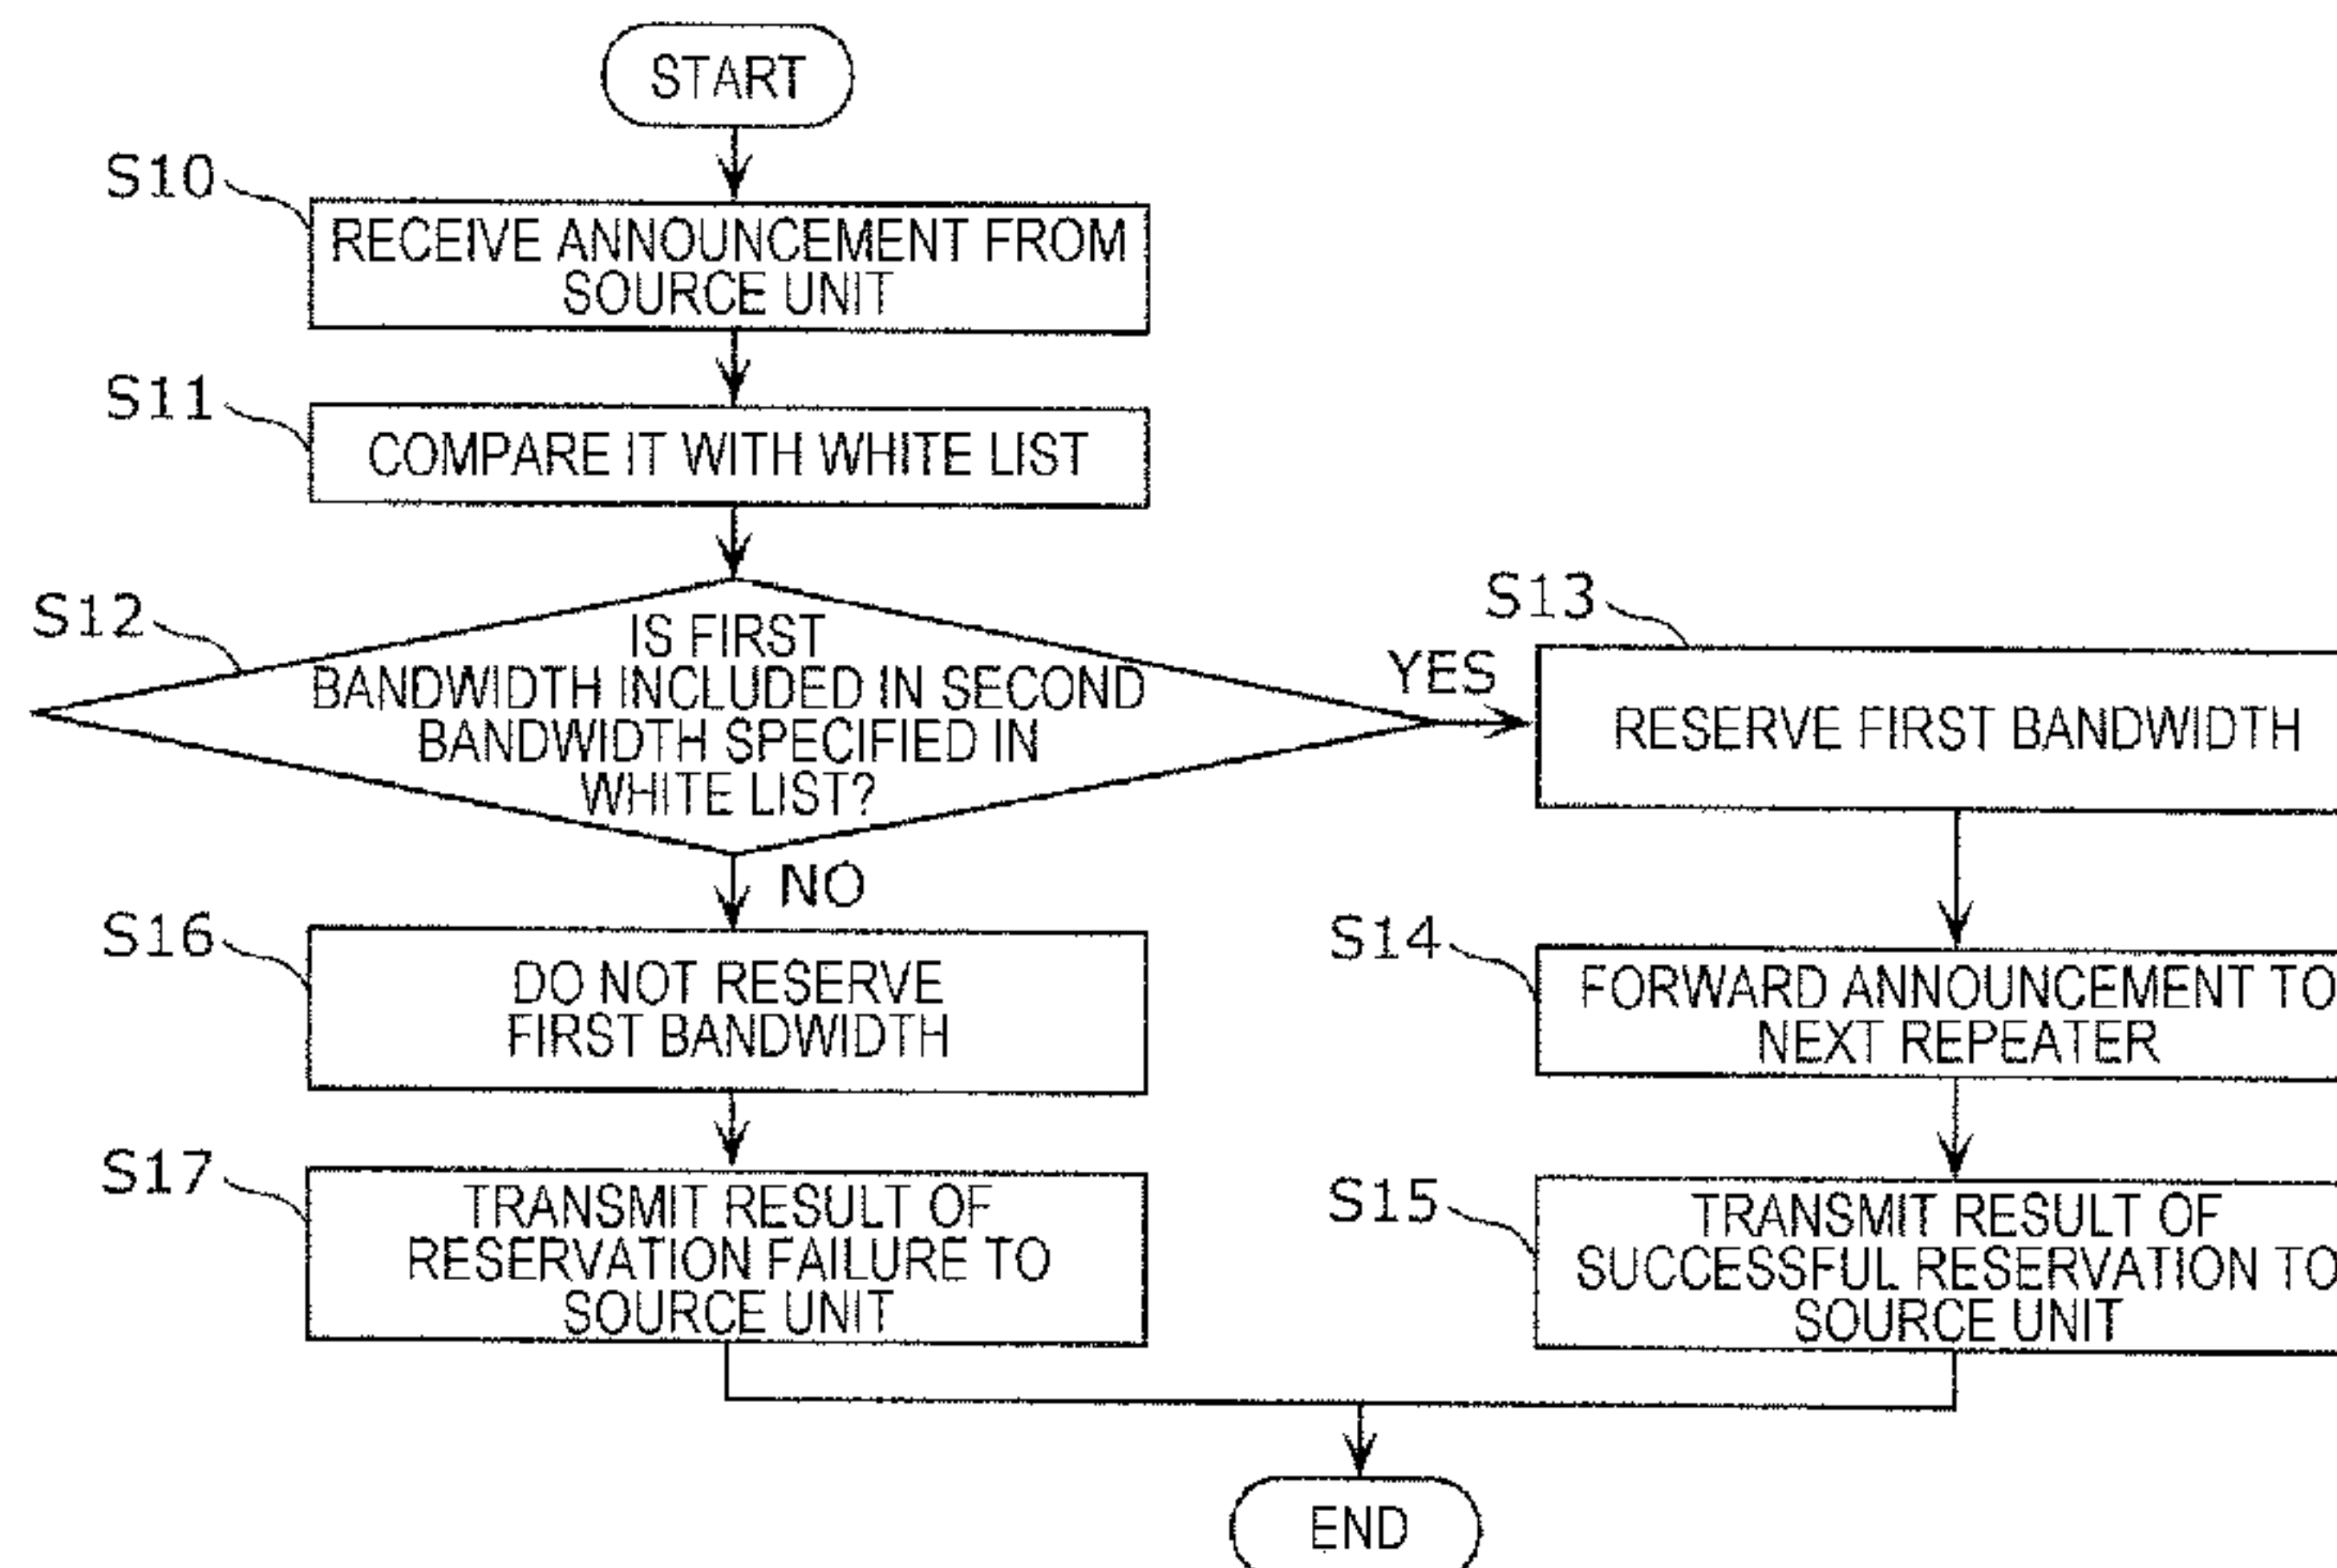 START
S10
RECEIVE ANNOUNCEMENT FROM
SOURCE UNIT
S11
COMPARE IT WITH WHITE LIST
S12
IS FIRST
BANDWIDTH INCLUDED IN SECOND
BANDWIDTH SPECIFIED IN
WHITE LIST?
YES
S13
RESERVE FIRST BANDWIDTH
NO
S16
DO NOT RESERVE
FIRST BANDWIDTH
S14
FORWARD ANNOUNCEMENT TO
NEXT REPEATER
S17
TRANSMIT RESULT OF
RESERVATION FAILURE TO
SOURCE UNIT
S15
TRANSMIT RESULT OF
SUCCESSFUL RESERVATION TO
SOURCE UNIT
END